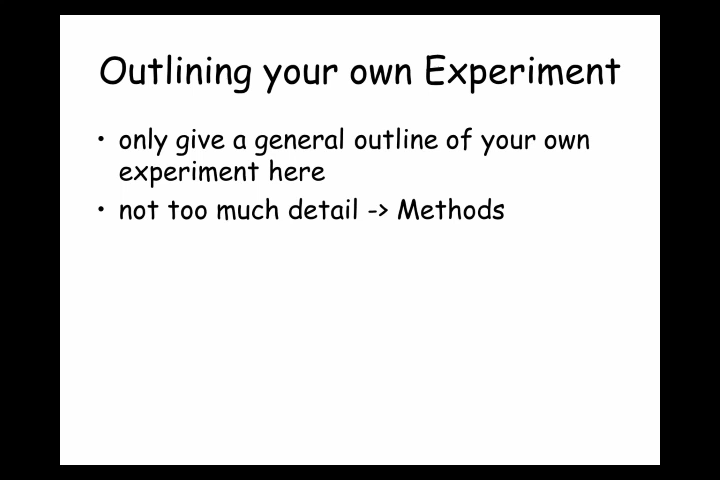 Outlining your own Experiment
• only give a general outline of your own
experiment here
• not too much detail -> Methods